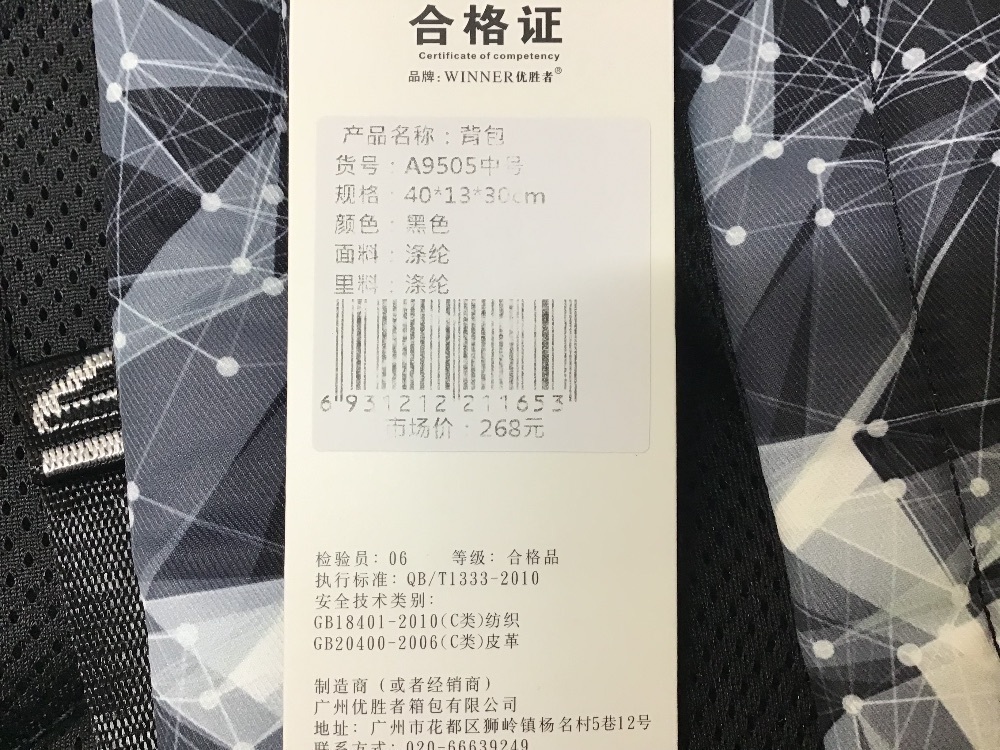 合格证
Certificate of competency
品牌:WINNER优胜者®
产品名称:背包
货号:A9505中号
规格:40*13*30cm
颜色:黑色
面料:涤纶
里料:涤纶
6 931212 211653
市场价:268元
检验员:06 等级:合格品
执行标准:QB/T1333-2010
安全技术类别:
GB18401-2010(C类)纺织
GB20400-2006(C类)皮革
制造商(或者经销商)
广州优胜者箱包有限公司
地址:广州市花都区狮岭镇杨名村5巷12号
联系方式:020-66639249